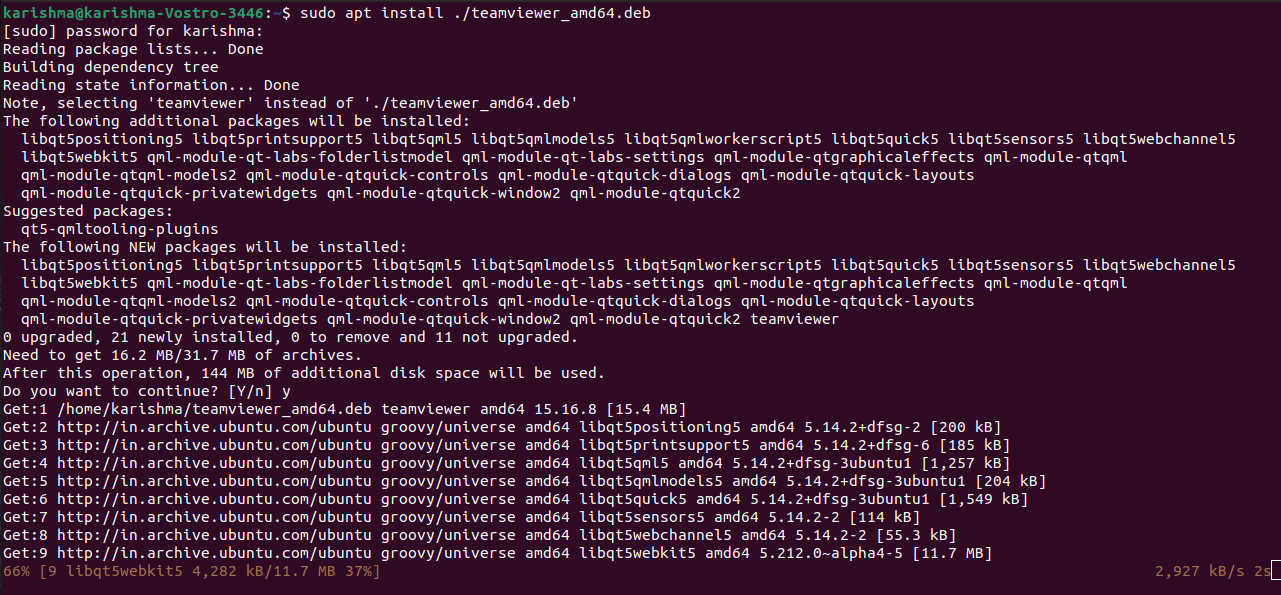 karishma@karishma-Vostro-3446:~$ sudo apt install ./teamviewer_amd64.deb
[sudo] password for karishma:
Reading package lists... Done
Building dependency tree
Reading state information... Done
Note, selecting 'teamviewer' instead of './teamviewer_amd64.deb'
The following additional packages will be installed:
  libqt5positioning5 libqt5printsupport5 libqt5qml5 libqt5qmlmodels5 libqt5qmlworkerscript5 libqt5quick5 libqt5sensors5 libqt5webchannel5
  libqt5webkit5 qml-module-qt-labs-folderlistmodel qml-module-qt-labs-settings qml-module-qtgraphicaleffects qml-module-qtqml
  qml-module-qtqml-models2 qml-module-qtquick-controls qml-module-qtquick-dialogs qml-module-qtquick-layouts
  qml-module-qtquick-privatewidgets qml-module-qtquick-window2 qml-module-qtquick2
Suggested packages:
  qt5-qmltooling-plugins
The following NEW packages will be installed:
  libqt5positioning5 libqt5printsupport5 libqt5qml5 libqt5qmlmodels5 libqt5qmlworkerscript5 libqt5quick5 libqt5sensors5 libqt5webchannel5
  libqt5webkit5 qml-module-qt-labs-folderlistmodel qml-module-qt-labs-settings qml-module-qtgraphicaleffects qml-module-qtqml
  qml-module-qtqml-models2 qml-module-qtquick-controls qml-module-qtquick-dialogs qml-module-qtquick-layouts
  qml-module-qtquick-privatewidgets qml-module-qtquick-window2 qml-module-qtquick2 teamviewer
0 upgraded, 21 newly installed, 0 to remove and 11 not upgraded.
Need to get 16.2 MB/31.7 MB of archives.
After this operation, 144 MB of additional disk space will be used.
Do you want to continue? [Y/n] y
Get:1 /home/karishma/teamviewer_amd64.deb teamviewer amd64 15.16.8 [15.4 MB]
Get:2 http://in.archive.ubuntu.com/ubuntu groovy/universe amd64 libqt5positioning5 amd64 5.14.2+dfsg-2 [200 kB]
Get:3 http://in.archive.ubuntu.com/ubuntu groovy/universe amd64 libqt5printsupport5 amd64 5.14.2+dfsg-6 [185 kB]
Get:4 http://in.archive.ubuntu.com/ubuntu groovy/universe amd64 libqt5qml5 amd64 5.14.2+dfsg-3ubuntu1 [1,257 kB]
Get:5 http://in.archive.ubuntu.com/ubuntu groovy/universe amd64 libqt5qmlmodels5 amd64 5.14.2+dfsg-3ubuntu1 [204 kB]
Get:6 http://in.archive.ubuntu.com/ubuntu groovy/universe amd64 libqt5quick5 amd64 5.14.2+dfsg-3ubuntu1 [1,549 kB]
Get:7 http://in.archive.ubuntu.com/ubuntu groovy/universe amd64 libqt5sensors5 amd64 5.14.2-2 [114 kB]
Get:8 http://in.archive.ubuntu.com/ubuntu groovy/universe amd64 libqt5webchannel5 amd64 5.14.2-2 [55.3 kB]
Get:9 http://in.archive.ubuntu.com/ubuntu groovy/universe amd64 libqt5webkit5 amd64 5.212.0~alpha4-5 [11.7 MB]
66% [9 libqt5webkit5 4,282 kB/11.7 MB 37%] 2,927 kB/s 2s